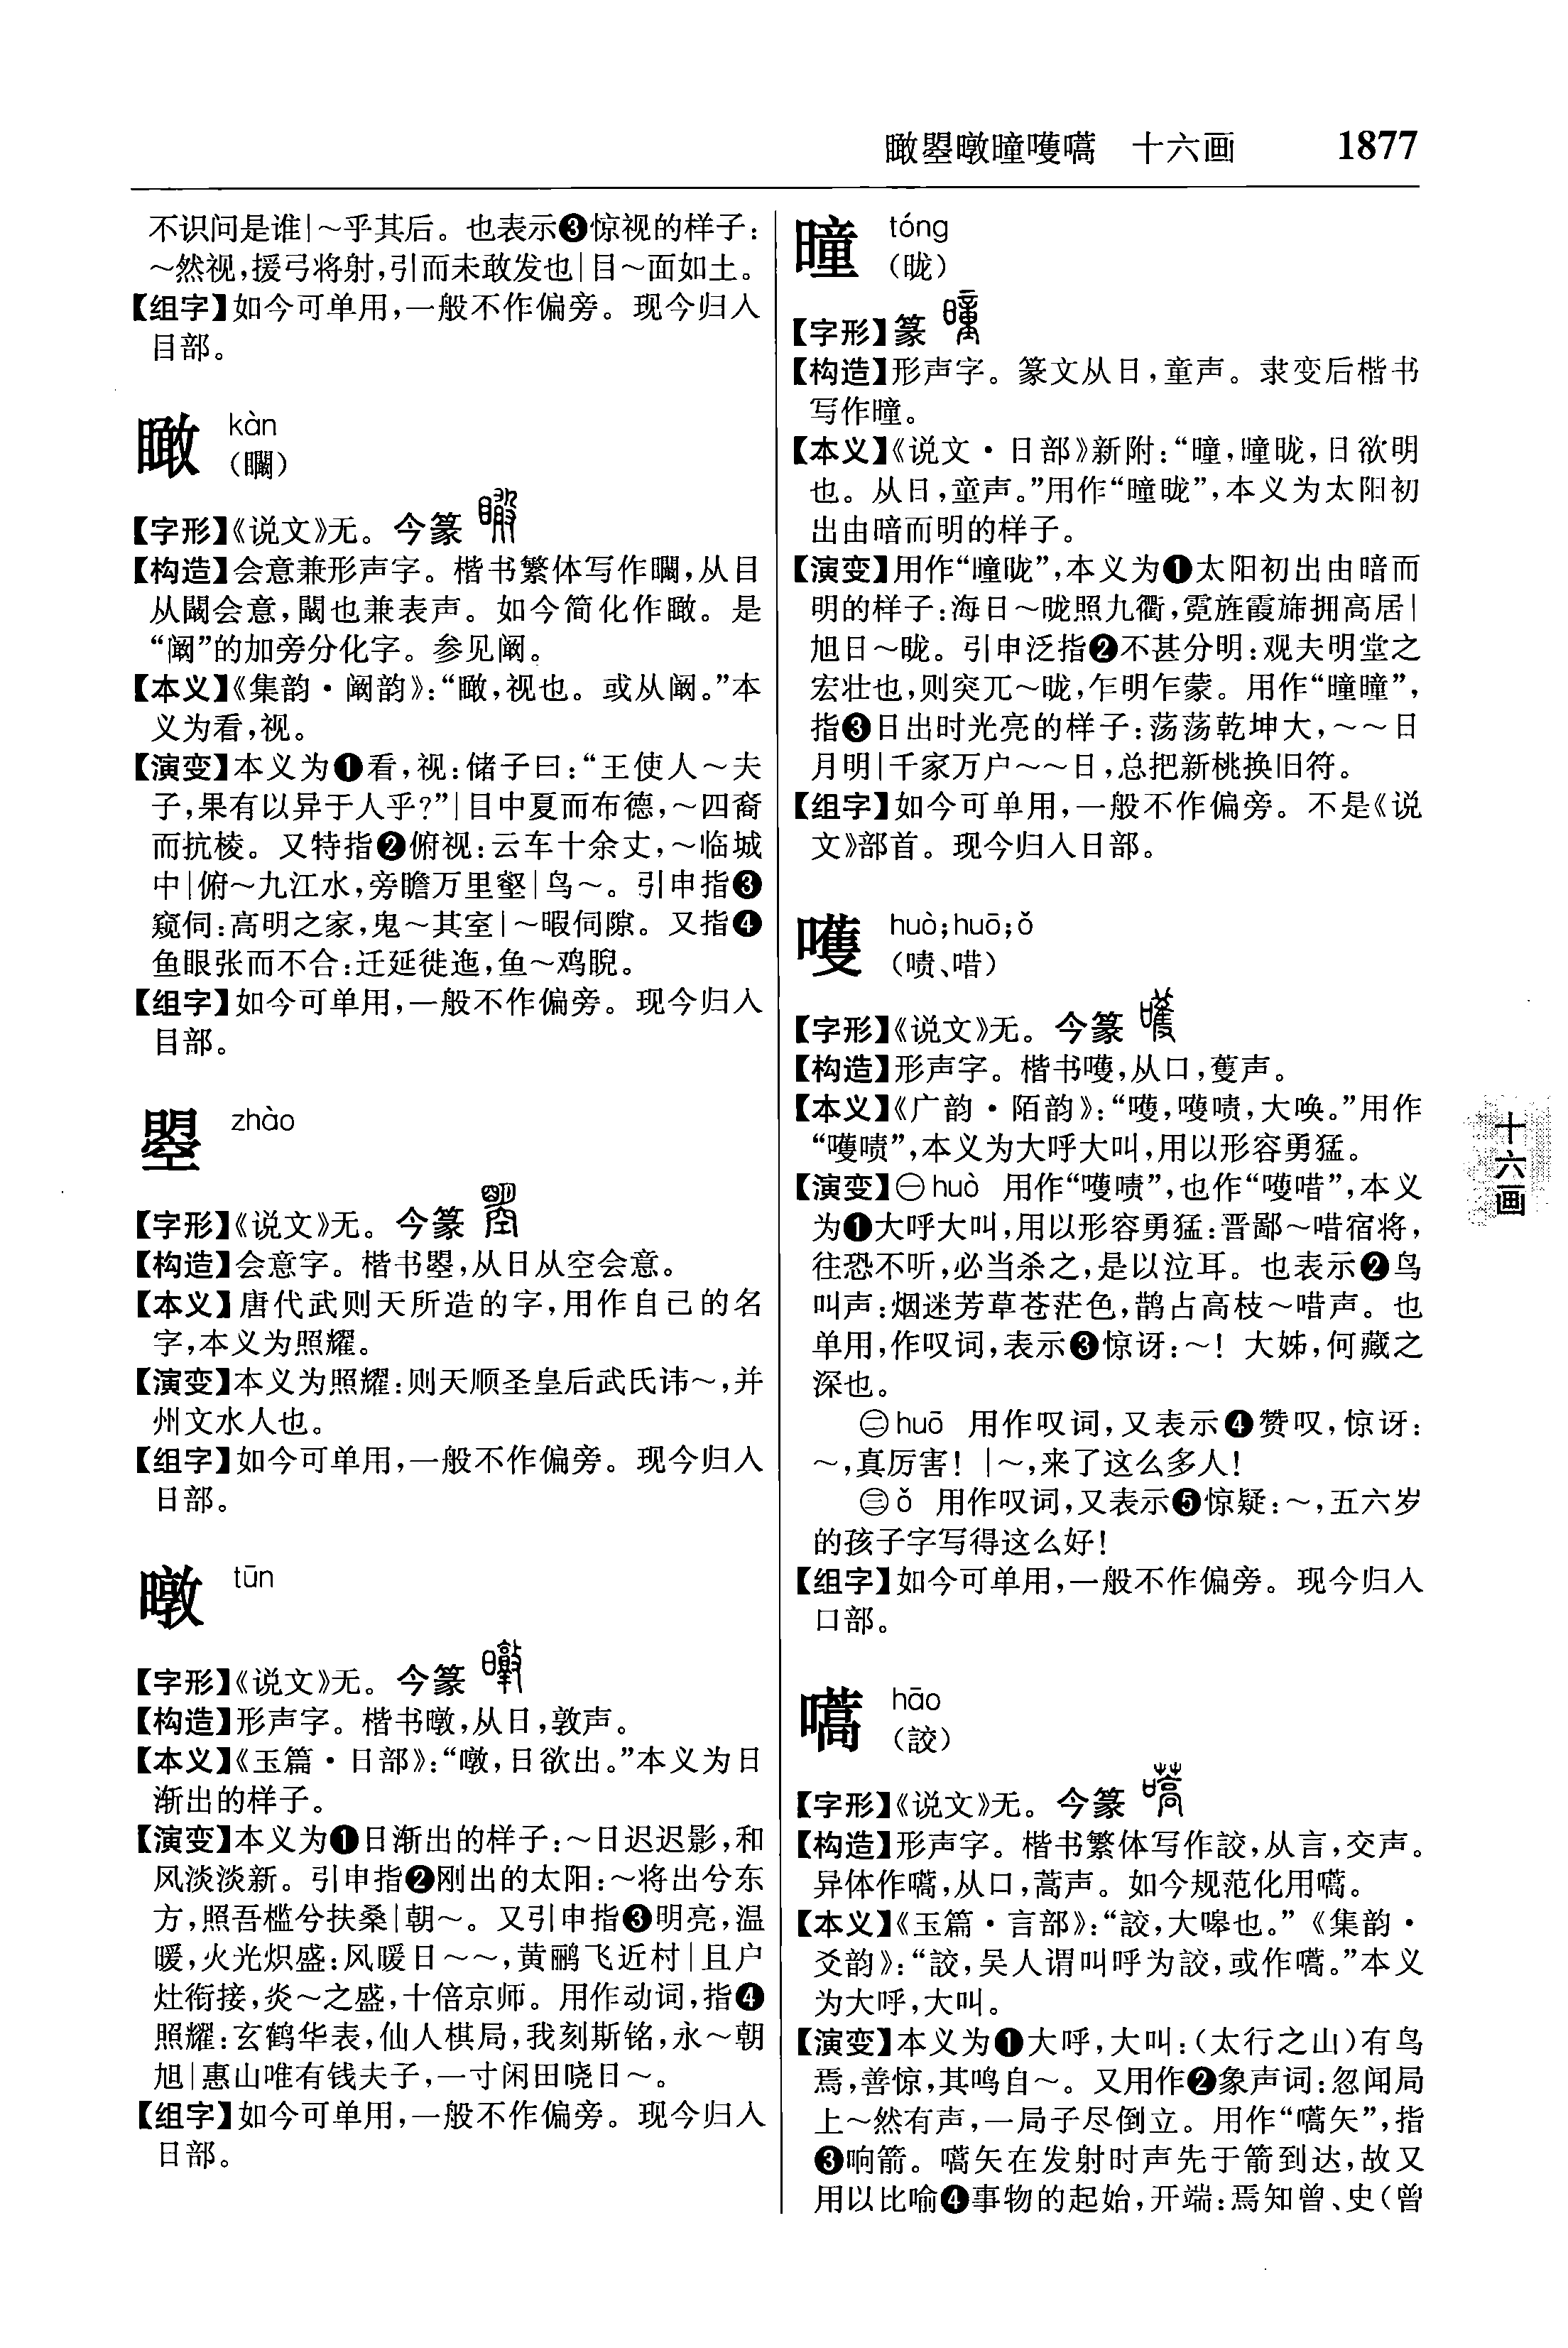 瞰曌暾曈嚄嚆　十六画　1877
不识问是谁|～乎其后。也表示❸惊视的样子：
～然视，援弓将射，引而未敢发也|目～面如土。
【组字】如今可单用，一般不作偏旁。现今归入
目部。
瞰 kàn
（矙）
【字形】《说文》无。今篆
【构造】会意兼形声字。楷书繁体写作矙，从目
从闞会意，闞也兼表声。如今简化作瞰。是
“阚”的加旁分化字。参见阚。
【本义】《集韵·阚韵》：“瞰，视也。或从阚。”本
义为看，视。
【演变】本义为❶看，视：储子曰：“王使人～夫
子，果有以异于人乎？”|目中夏而布德，～四裔
而抗棱。又特指❷俯视：云车十余丈，～临城
中|俯～九江水，旁瞻万里壑|鸟～。引申指❸
窥伺：高明之家，鬼～其室|～暇伺隙。又指❹
鱼眼张而不合：迁延徙迤，鱼～鸡睨。
【组字】如今可单用，一般不作偏旁。现今归入
目部。
曌 zhào
【字形】《说文》无。今篆
【构造】会意字。楷书曌，从日从空会意。
【本义】唐代武则天所造的字，用作自己的名
字，本义为照耀。
【演变】本义为照耀：则天顺圣皇后武氏讳～，并
州文水人也。
【组字】如今可单用，一般不作偏旁。现今归入
日部。
暾 tūn
【字形】《说文》无。今篆
【构造】形声字。楷书暾，从日，敦声。
【本义】《玉篇·日部》：“暾，日欲出。”本义为日
渐出的样子。
【演变】本义为❶日渐出的样子：～日迟迟影，和
风淡淡新。引申指❷刚出的太阳：～将出兮东
方，照吾槛兮扶桑|朝～。又引申指❸明亮，温
暖，火光炽盛：风暖日～～，黄鹂飞近村|且户
灶衔接，炎～之盛，十倍京师。用作动词，指❹
照耀：玄鹤华表，仙人棋局，我刻斯铭，永～朝
旭|惠山唯有钱夫子，一寸闲田晓日～。
【组字】如今可单用，一般不作偏旁。现今归入
日部。
曈 tóng
（昽）
【字形】篆
【构造】形声字。篆文从日，童声。隶变后楷书
写作曈。
【本义】《说文·日部》新附：“曈，曈昽，日欲明
也。从日，童声。”用作“曈昽”，本义为太阳初
出由暗而明的样子。
【演变】用作“曈昽”，本义为❶太阳初出由暗而
明的样子：海日～昽照九衢，霓旌霞旆拥高居|
旭日～昽。引申泛指❷不甚分明：观夫明堂之
宏壮也，则突兀～昽，乍明乍蒙。用作“曈曈”，
指❸日出时光亮的样子：荡荡乾坤大，～～日
月明|千家万户～～日，总把新桃换旧符。
【组字】如今可单用，一般不作偏旁。不是《说
文》部首。现今归入日部。
嚄 huò；huō；ǒ
（啧、唶）
【字形】《说文》无。今篆
【构造】形声字。楷书嚄，从口，蒦声。
【本义】《广韵·陌韵》：“嚄，嚄啧，大唤。”用作
“嚄啧”，本义为大呼大叫，用以形容勇猛。
【演变】㊀huò 用作“嚄啧”，也作“嚄唶”，本义
为❶大呼大叫，用以形容勇猛：晋鄙～唶宿将，
往恐不听，必当杀之，是以泣耳。也表示❷鸟
叫声：烟迷芳草苍茫色，鹊占高枝～唶声。也
单用，作叹词，表示❸惊讶：～！大姊，何藏之
深也。
㊁huō 用作叹词，又表示❹赞叹，惊讶：
～，真厉害！|～，来了这么多人！
㊂ǒ 用作叹词，又表示❺惊疑：～，五六岁
的孩子字写得这么好！
【组字】如今可单用，一般不作偏旁。现今归入
口部。
嚆 hāo
（詨）
【字形】《说文》无。今篆
【构造】形声字。楷书繁体写作詨，从言，交声。
异体作嚆，从口，蒿声。如今规范化用嚆。
【本义】《玉篇·言部》：“詨，大嗥也。”《集韵·
爻韵》：“詨，吴人谓叫呼为詨，或作嚆。”本义
为大呼，大叫。
【演变】本义为❶大呼，大叫：（太行之山）有鸟
焉，善惊，其鸣自～。又用作❷象声词：忽闻局
上～然有声，一局子尽倒立。用作“嚆矢”，指
❸响箭。嚆矢在发射时声先于箭到达，故又
用以比喻❹事物的起始，开端：焉知曾、史（曾
十六画